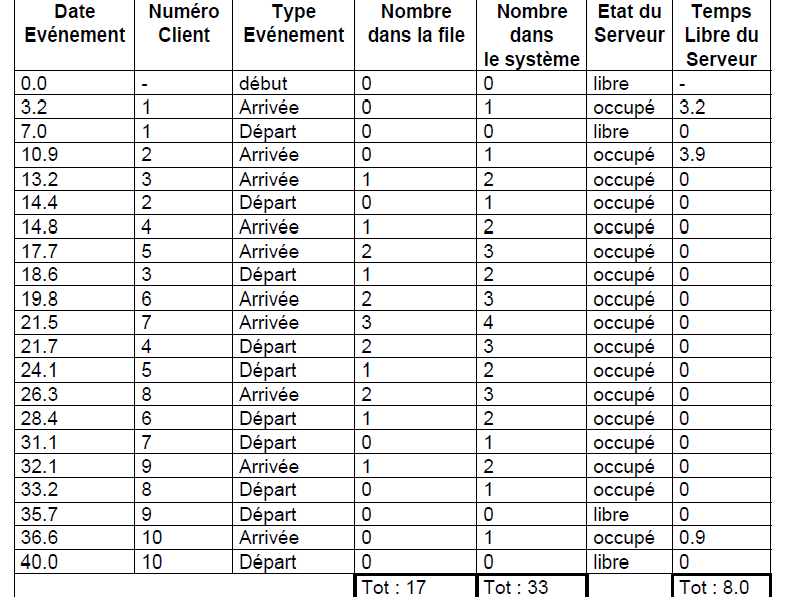 Date Evénement Numéro Client Type Evénement Nombre dans la file Nombre dans le système Etat du Serveur Temps Libre du Serveur
0.0 - début 0 0 libre -
3.2 1 Arrivée 0 1 occupé 3.2
7.0 1 Départ 0 0 libre 0
10.9 2 Arrivée 0 1 occupé 3.9
13.2 3 Arrivée 1 2 occupé 0
14.4 2 Départ 0 1 occupé 0
14.8 4 Arrivée 1 2 occupé 0
17.7 5 Arrivée 2 3 occupé 0
18.6 3 Départ 1 2 occupé 0
19.8 6 Arrivée 2 3 occupé 0
21.5 7 Arrivée 3 4 occupé 0
21.7 4 Départ 2 3 occupé 0
24.1 5 Départ 1 2 occupé 0
26.3 8 Arrivée 2 3 occupé 0
28.4 6 Départ 1 2 occupé 0
31.1 7 Départ 0 1 occupé 0
32.1 9 Arrivée 1 2 occupé 0
33.2 8 Départ 0 1 occupé 0
35.7 9 Départ 0 0 libre 0
36.6 10 Arrivée 0 1 occupé 0.9
40.0 10 Départ 0 0 libre 0
Tot : 17 Tot : 33 Tot : 8.0